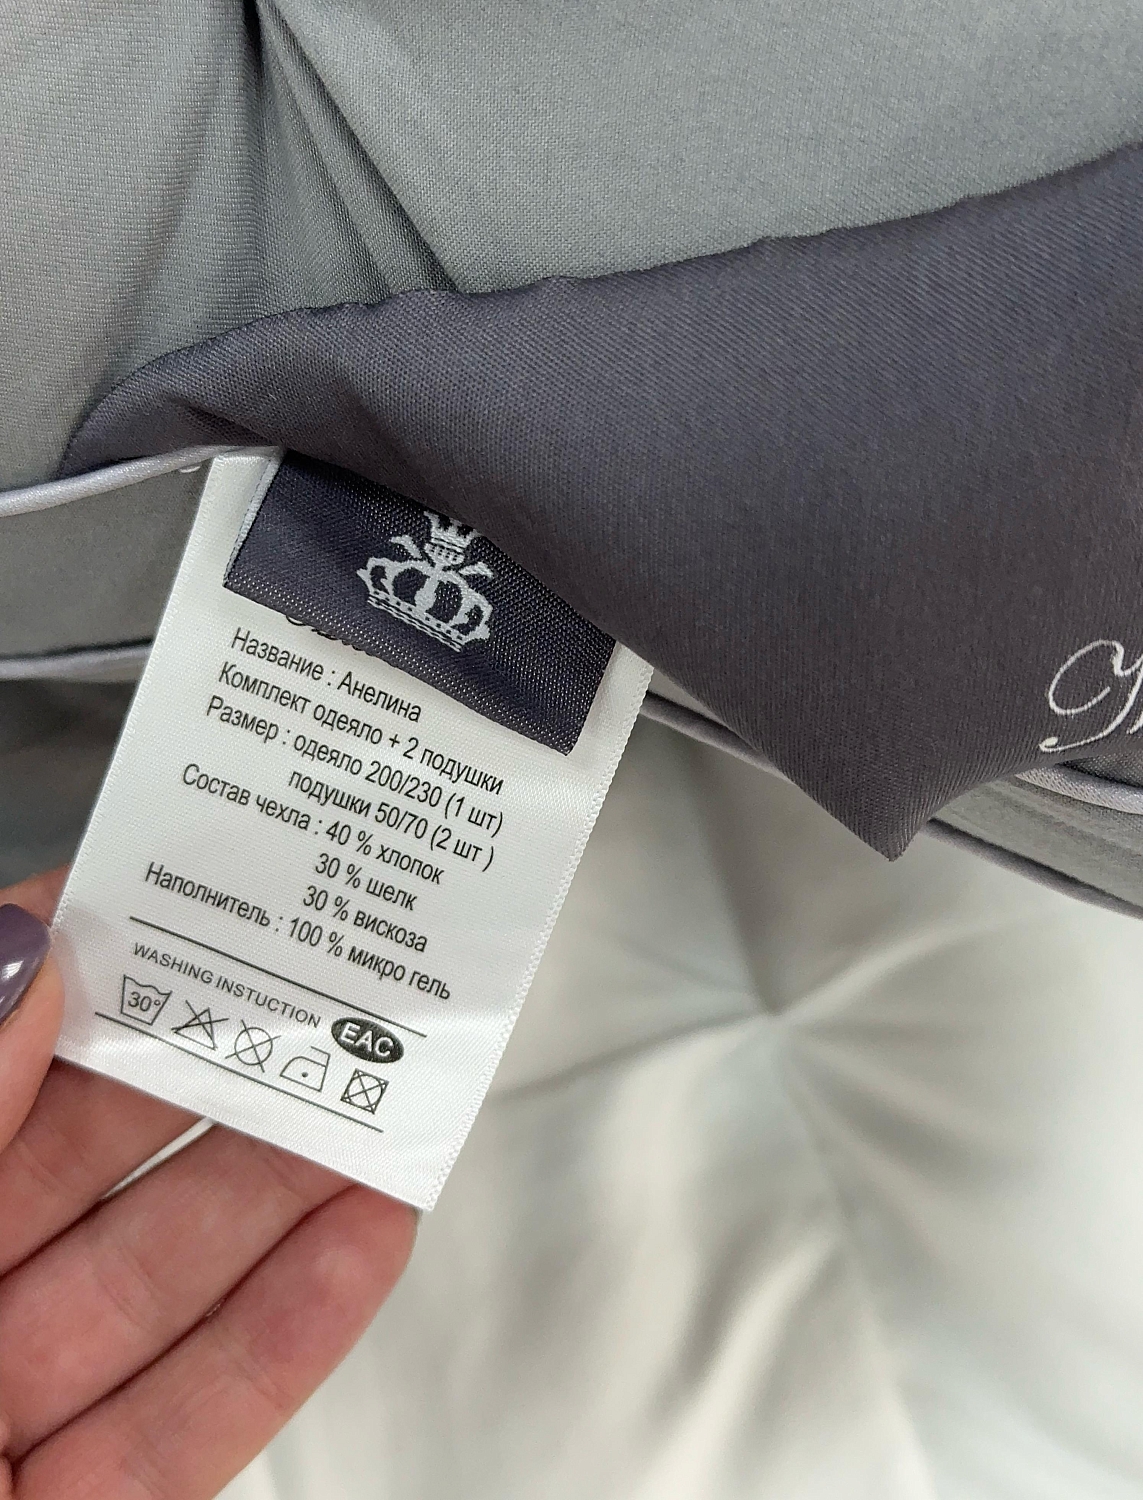 Название : Анелина
Комплект одеяло + 2 подушки
Размер : одеяло 200/230 (1 шт)
подушки 50/70 (2 шт )
Состав чехла : 40 % хлопок
30 % шелк
30 % вискоза
Наполнитель : 100 % микро гель
WASHING INSTUCTION
EAC
30°